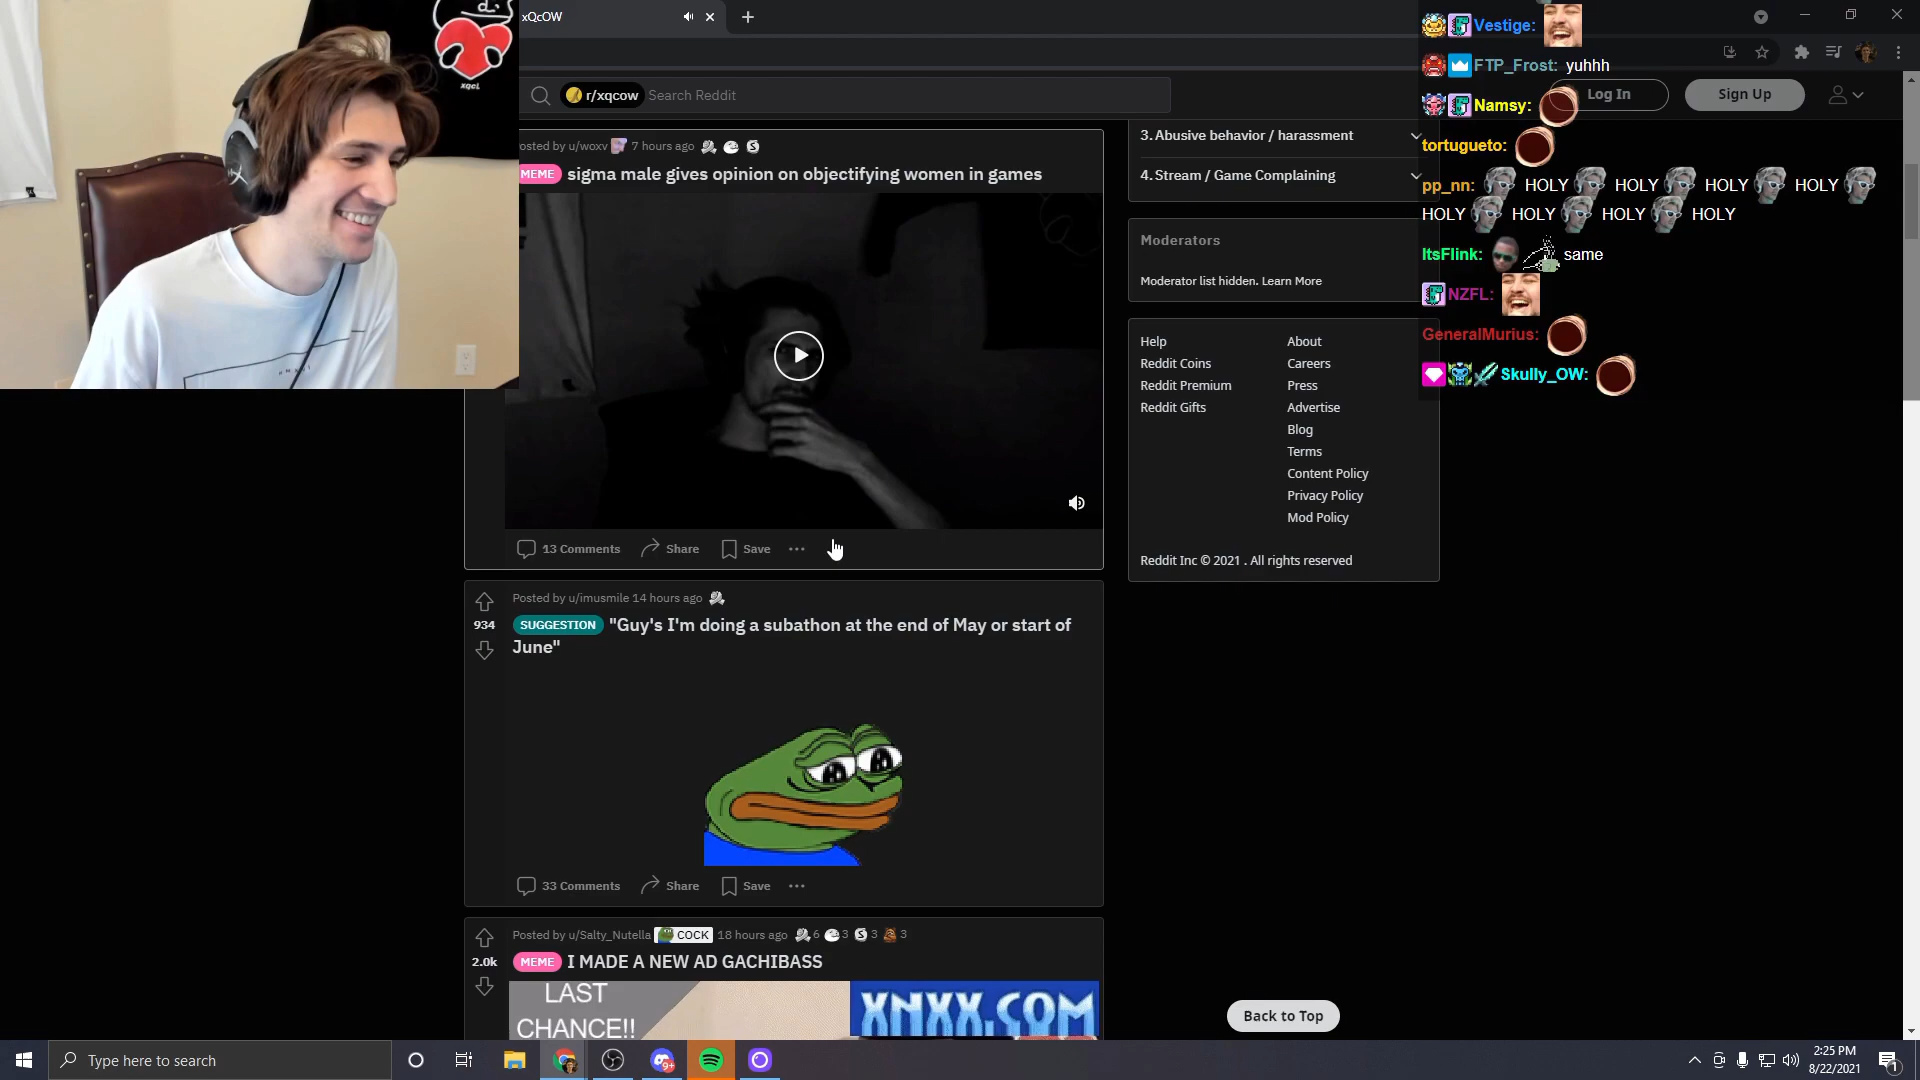 xQcOW
r/xqcow
Search Reddit
Log In
Sign Up
d.
xqcL
osted by u/woxv
7 hours ago
MEME
sigma male gives opinion on objectifying women in games
13 Comments
Share
Save
Posted by u/imusmile 14 hours ago
934
SUGGESTION
"Guy's I'm doing a subathon at the end of May or start of
June"
33 Comments
Share
Save
Posted by u/Salty_Nutella
COCK
18 hours ago
6
3
3
3
2.0k
MEME
I MADE A NEW AD GACHIBASS
LAST
CHANCE!!
XNXX.COM
3. Abusive behavior / harassment
4. Stream / Game Complaining
Moderators
Moderator list hidden. Learn More
Help
Reddit Coins
Reddit Premium
Reddit Gifts
About
Careers
Press
Advertise
Blog
Terms
Content Policy
Privacy Policy
Mod Policy
Reddit Inc © 2021 . All rights reserved
Back to Top
Vestige:
FTP_Frost: yuhhh
Namsy:
tortugueto:
pp_nn: HOLY HOLY HOLY HOLY
HOLY HOLY HOLY HOLY
ItsFlink: same
NZFL:
GeneralMurius:
Skully_OW:
Type here to search
9+
2:25 PM
8/22/2021
1